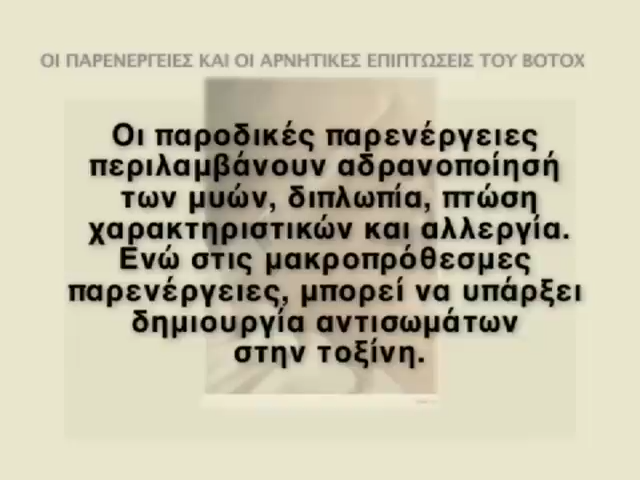 ΟΙ ΠΑΡΕΝΕΡΓΕΙΕΣ ΚΑΙ ΟΙ ΑΡΝΗΤΙΚΕΣ ΕΠΙΠΤΩΣΕΙΣ ΤΟΥ BOTOX
Οι παροδικές παρενέργειες
περιλαμβάνουν αδρανοποίησή
των μυών, διπλωπία, πτώση
χαρακτηριστικών και αλλεργία.
Ενώ στις μακροπρόθεσμες
παρενέργειες, μπορεί να υπάρξει
δημιουργία αντισωμάτων
στην τοξίνη.